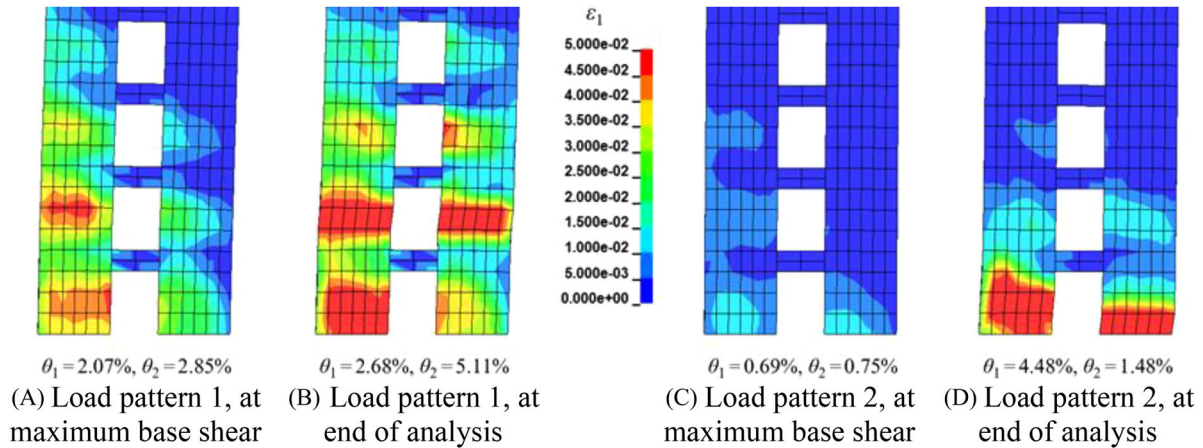 ε₁
5.000e-02
4.500e-02
4.000e-02
3.500e-02
3.000e-02
2.500e-02
2.000e-02
1.500e-02
1.000e-02
5.000e-03
0.000e+00
θ₁ = 2.07%, θ₂ = 2.85%
(A) Load pattern 1, at
maximum base shear
θ₁ = 2.68%, θ₂ = 5.11%
(B) Load pattern 1, at
end of analysis
θ₁ = 0.69%, θ₂ = 0.75%
(C) Load pattern 2, at
maximum base shear
θ₁ = 4.48%, θ₂ = 1.48%
(D) Load pattern 2, at
end of analysis